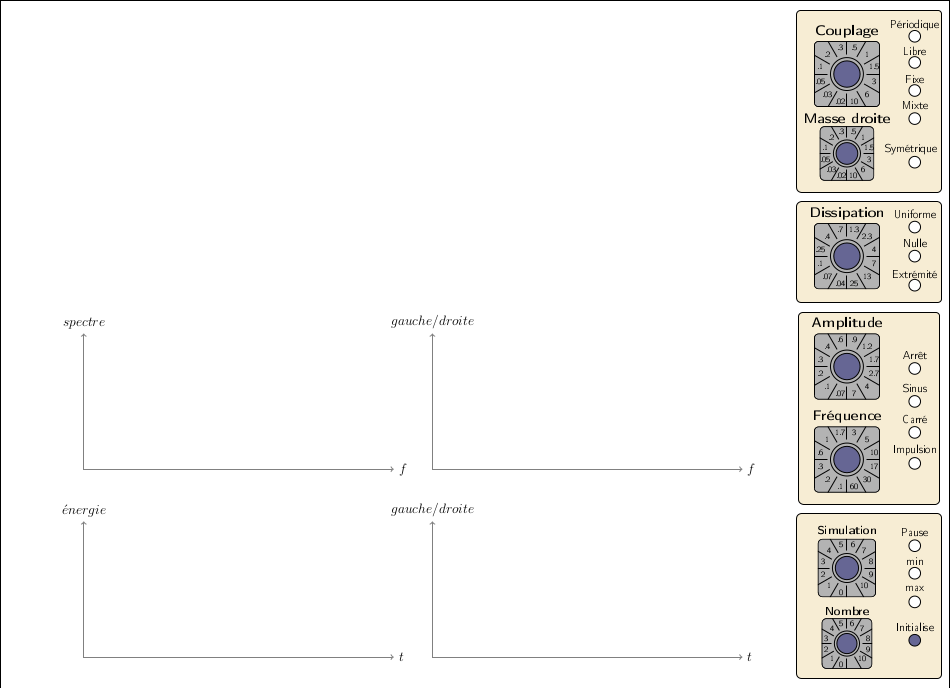 Périodique
Couplage
Libre
.1 .2 .3 .5 1 1.5
.05 .03 .02 10 6 3
Fixe
Mixte
Masse droite
.1 .2 .3 .5 1 1.5
.05 .03 .02 10 6 3
Symétrique
Dissipation
Uniforme
.25 .4 .7 1.3 2.3 4
.1 .07 .04 25 13 7
Nulle
Extrémité
spectre
gauche/droite
f
f
Amplitude
.3 .4 .6 .9 1.2 1.7
.2 .1 .07 7 4 2.7
Arrêt
Sinus
Fréquence
Carré
.6 1 1.7 3 5 10
.3 .2 .1 60 30 17
Impulsion
énergie
gauche/droite
t
t
Simulation
Pause
3 4 5 6 7 8
2 1 0 10 9
min
max
Nombre
3 4 5 6 7 8
2 1 0 10 9
Initialise